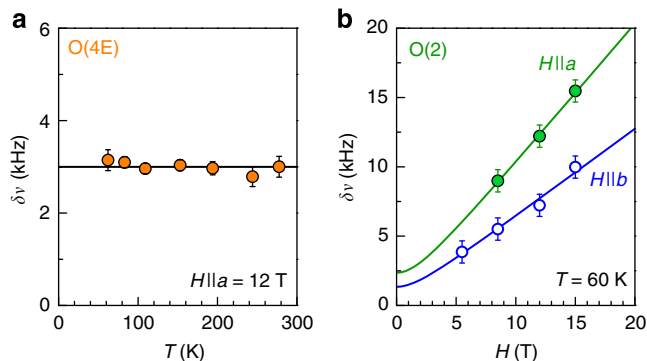 a
O(4E)
6
4
2
0
δν (kHz)
H||a = 12 T
0 100 200 300
T (K)
b
O(2)
H||a
H||b
20
15
10
5
0
δν (kHz)
T = 60 K
0 5 10 15 20
H (T)